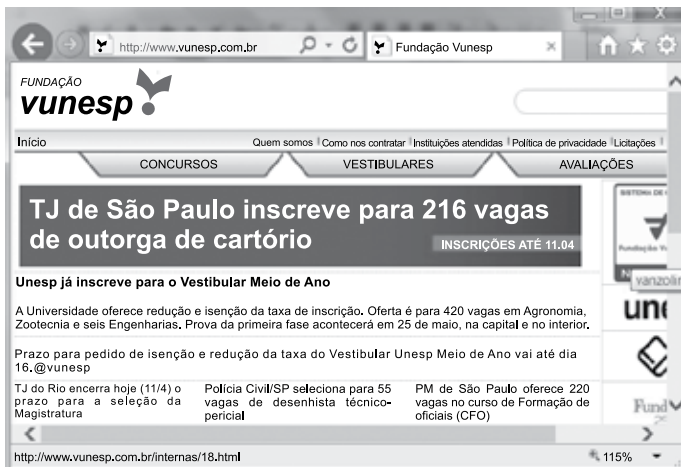 http://www.vunesp.com.br
Fundação Vunesp
FUNDAÇÃO
vunesp
Início
Quem somos
Como nos contratar
Instituições atendidas
Política de privacidade
Licitações
CONCURSOS
VESTIBULARES
AVALIAÇÕES
TJ de São Paulo inscreve para 216 vagas
de outorga de cartório
INSCRIÇÕES ATÉ 11.04
Unesp já inscreve para o Vestibular Meio de Ano
A Universidade oferece redução e isenção da taxa de inscrição. Oferta é para 420 vagas em Agronomia,
Zootecnia e seis Engenharias. Prova da primeira fase acontecerá em 25 de maio, na capital e no interior.
Prazo para pedido de isenção e redução da taxa do Vestibular Unesp Meio de Ano vai até dia
16.@vunesp
TJ do Rio encerra hoje (11/4) o
prazo para a seleção da
Magistratura
Polícia Civil/SP seleciona para 55
vagas de desenhista técnico-
pericial
PM de São Paulo oferece 220
vagas no curso de Formação de
oficiais (CFO)
SISTEMA DE
Fundação
vanzolin
une
Fund
http://www.vunesp.com.br/internas/18.html
115%